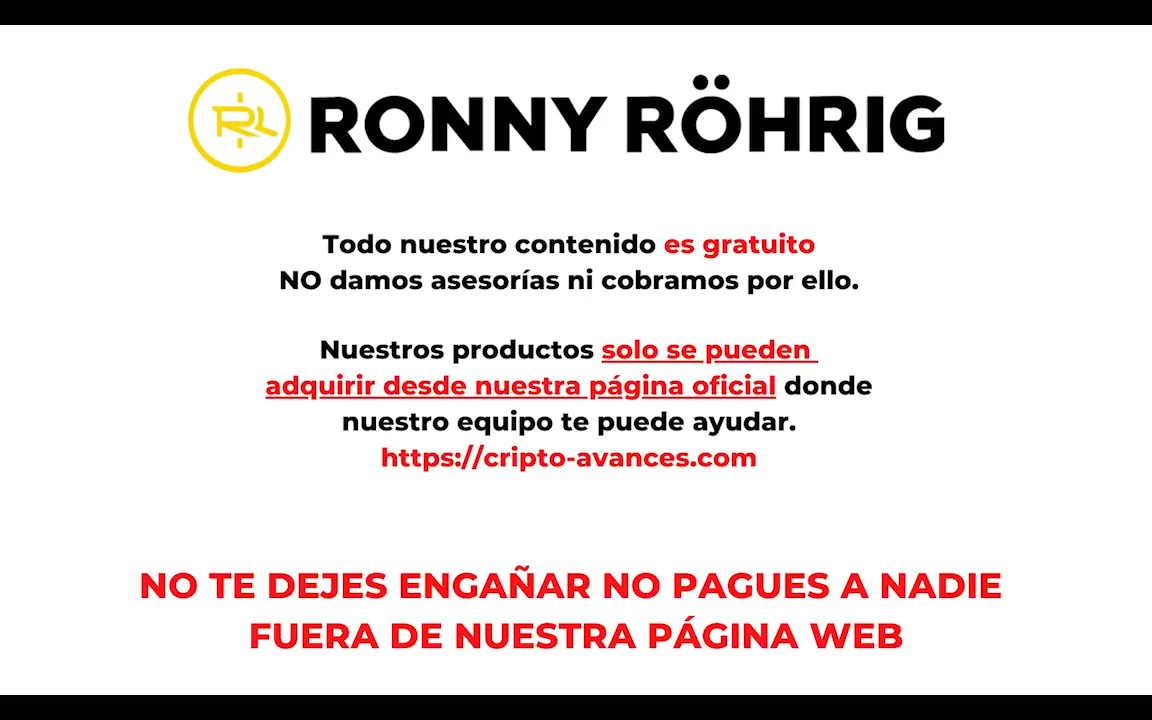 RONNY RÖHRIG
Todo nuestro contenido es gratuito
NO damos asesorías ni cobramos por ello.
Nuestros productos solo se pueden
adquirir desde nuestra página oficial donde
nuestro equipo te puede ayudar.
https://cripto-avances.com
NO TE DEJES ENGAÑAR NO PAGUES A NADIE
FUERA DE NUESTRA PÁGINA WEB